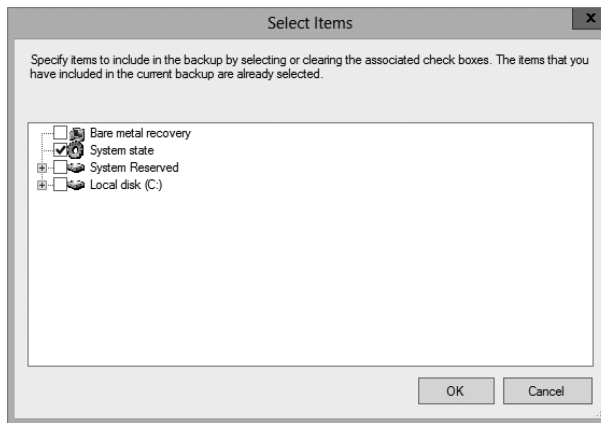 Select Items
x
Specify items to include in the backup by selecting or clearing the associated check boxes. The items that you
have included in the current backup are already selected.
Bare metal recovery
System state
System Reserved
Local disk (C:)
OK Cancel